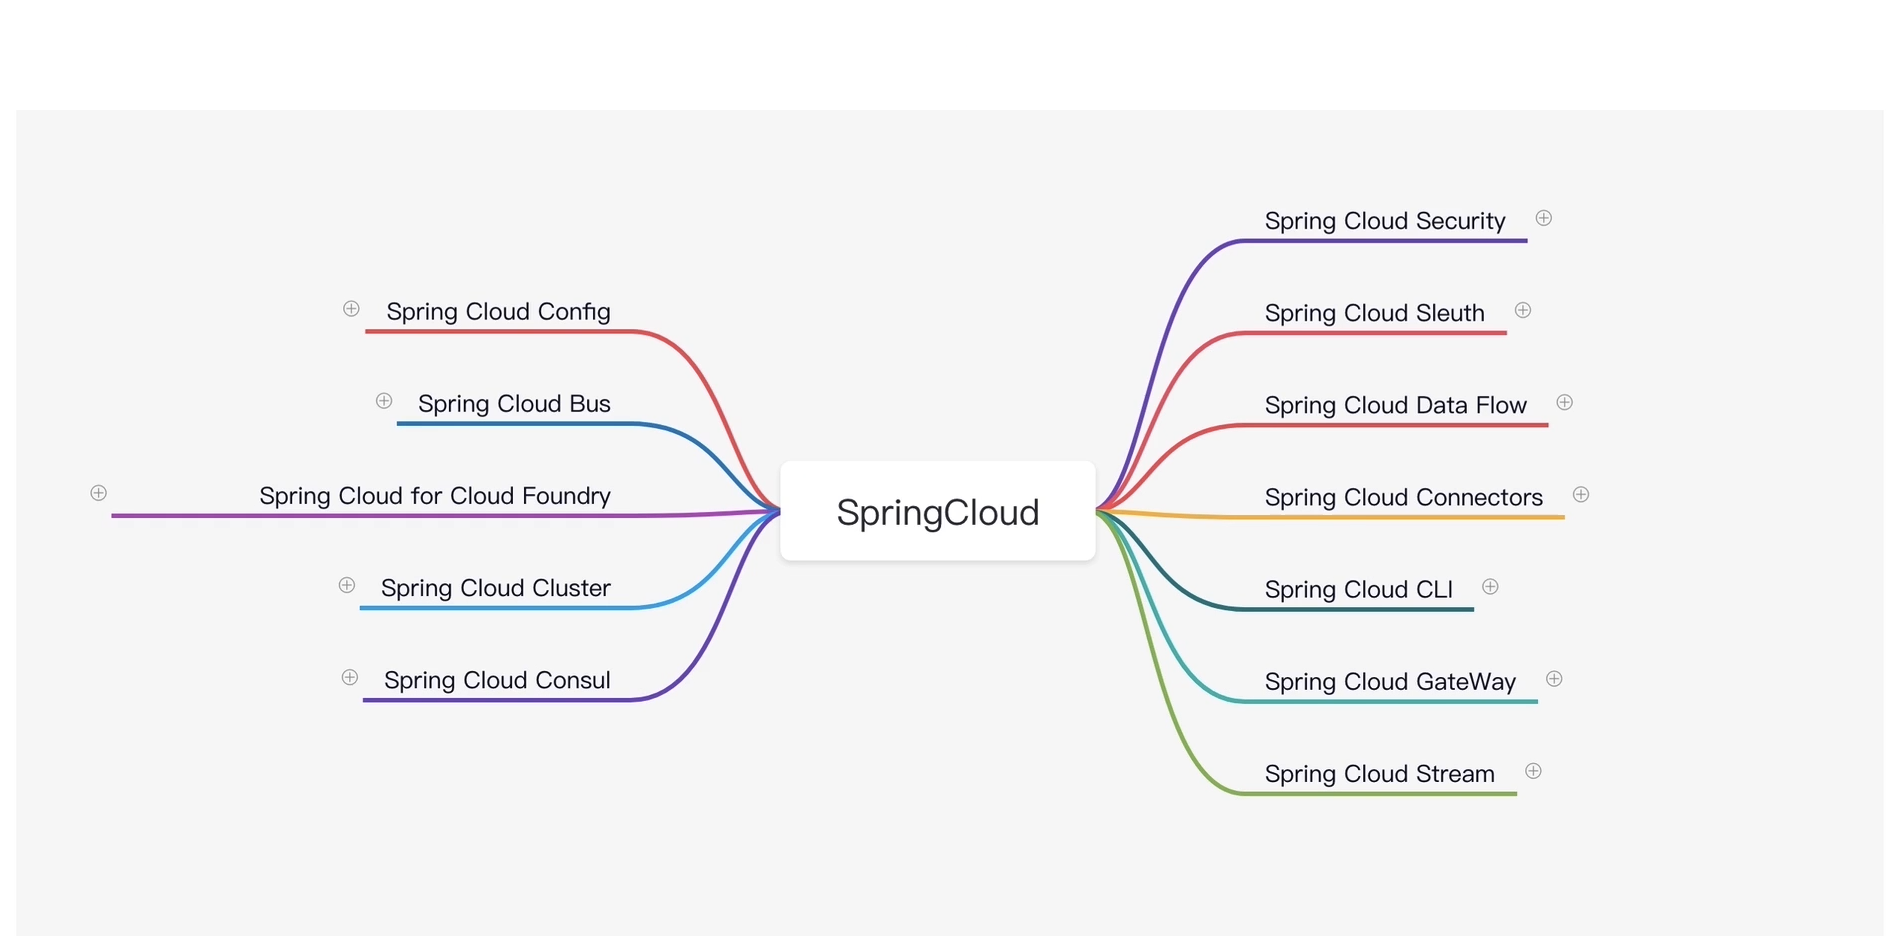 Spring Cloud Config
Spring Cloud Bus
Spring Cloud for Cloud Foundry
Spring Cloud Cluster
Spring Cloud Consul
SpringCloud
Spring Cloud Security
Spring Cloud Sleuth
Spring Cloud Data Flow
Spring Cloud Connectors
Spring Cloud CLI
Spring Cloud GateWay
Spring Cloud Stream